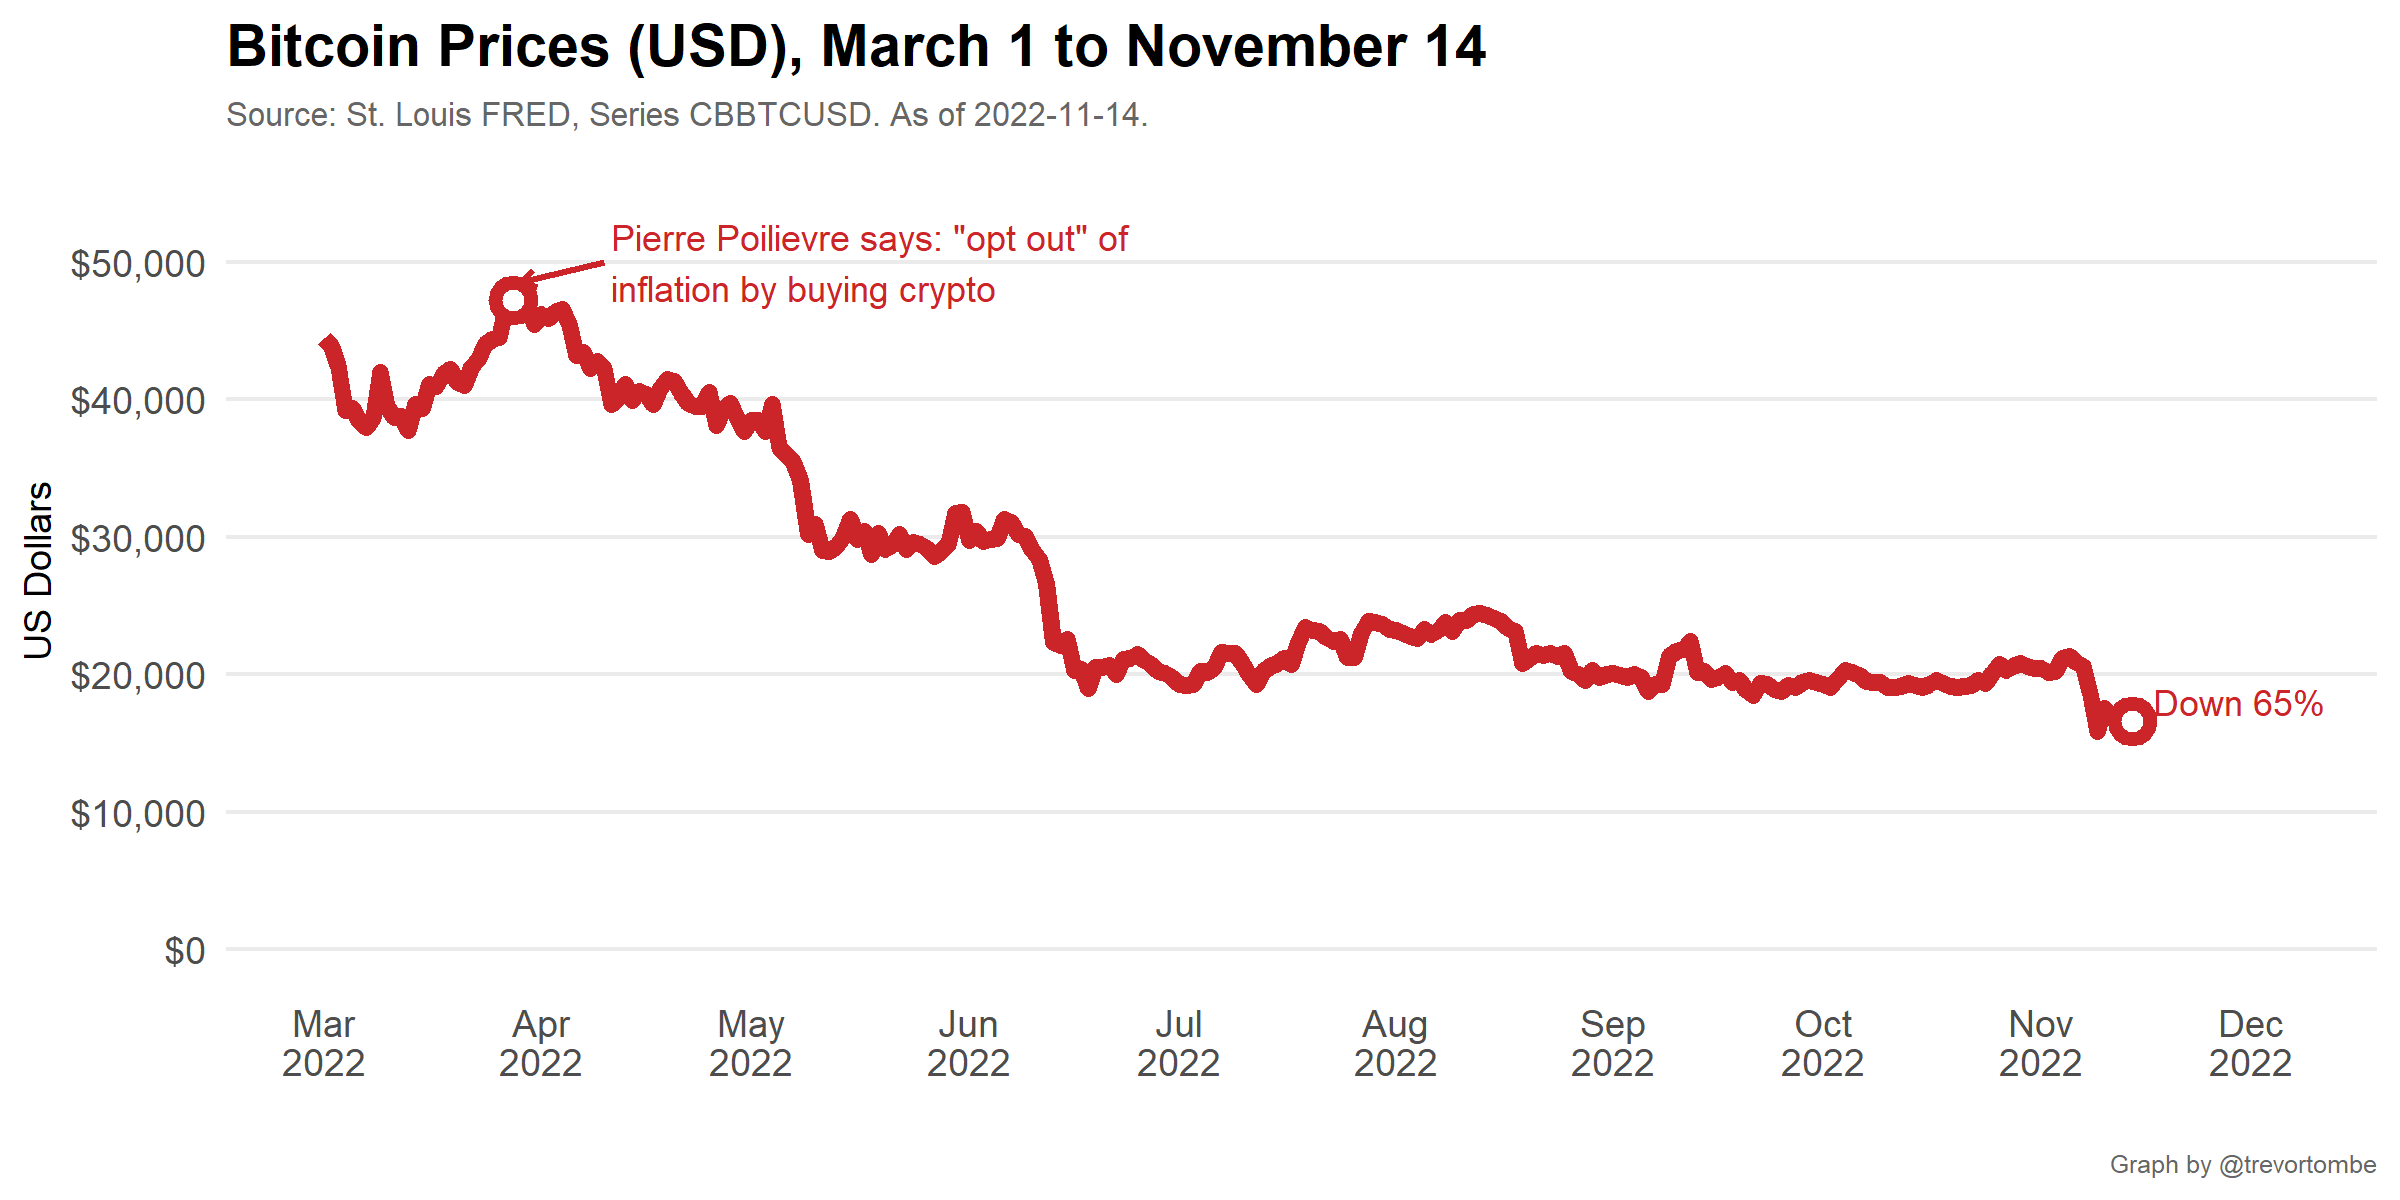 Bitcoin Prices (USD), March 1 to November 14
Source: St. Louis FRED, Series CBBTCUSD. As of 2022-11-14.
Pierre Poilievre says: "opt out" of
inflation by buying crypto
$50,000
$40,000
$30,000
$20,000
$10,000
$0
US Dollars
Down 65%
Mar
2022
Apr
2022
May
2022
Jun
2022
Jul
2022
Aug
2022
Sep
2022
Oct
2022
Nov
2022
Dec
2022
Graph by @trevortombe